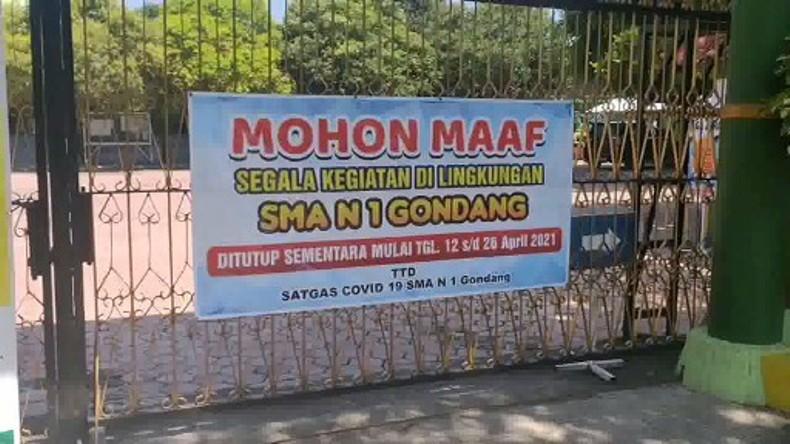 MOHON MAAF
SEGALA KEGIATAN DI LINGKUNGAN
SMA N 1 GONDANG
DITUTUP SEMENTARA MULAI TGL. 12 s/d 26 April 2021
TTD
SATGAS COVID 19 SMA N 1 Gondang